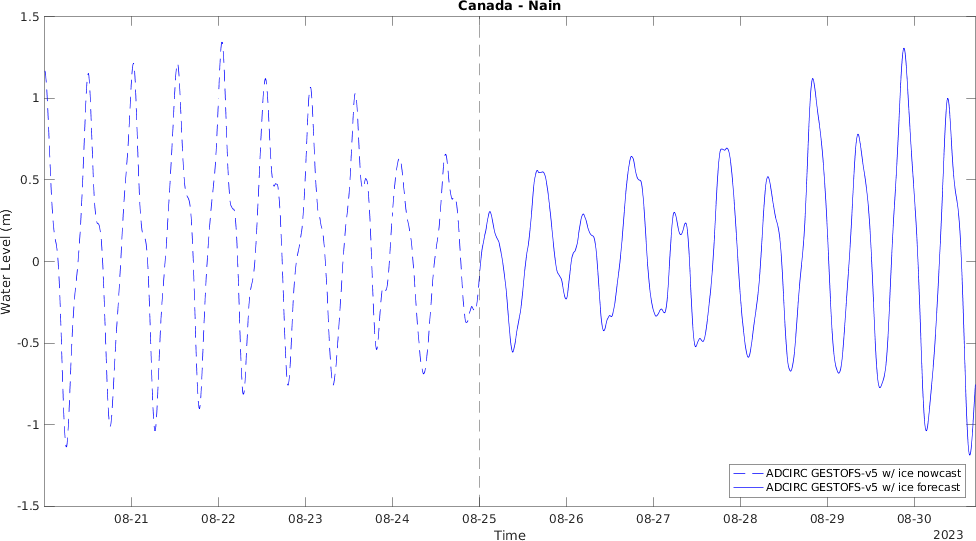 Canada - Nain
1.5
1
0.5
0
-0.5
-1
-1.5
Water Level (m)
08-21 08-22 08-23 08-24 08-25 08-26 08-27 08-28 08-29 08-30
Time
2023
ADCIRC GESTOFS-v5 w/ ice nowcast
ADCIRC GESTOFS-v5 w/ ice forecast